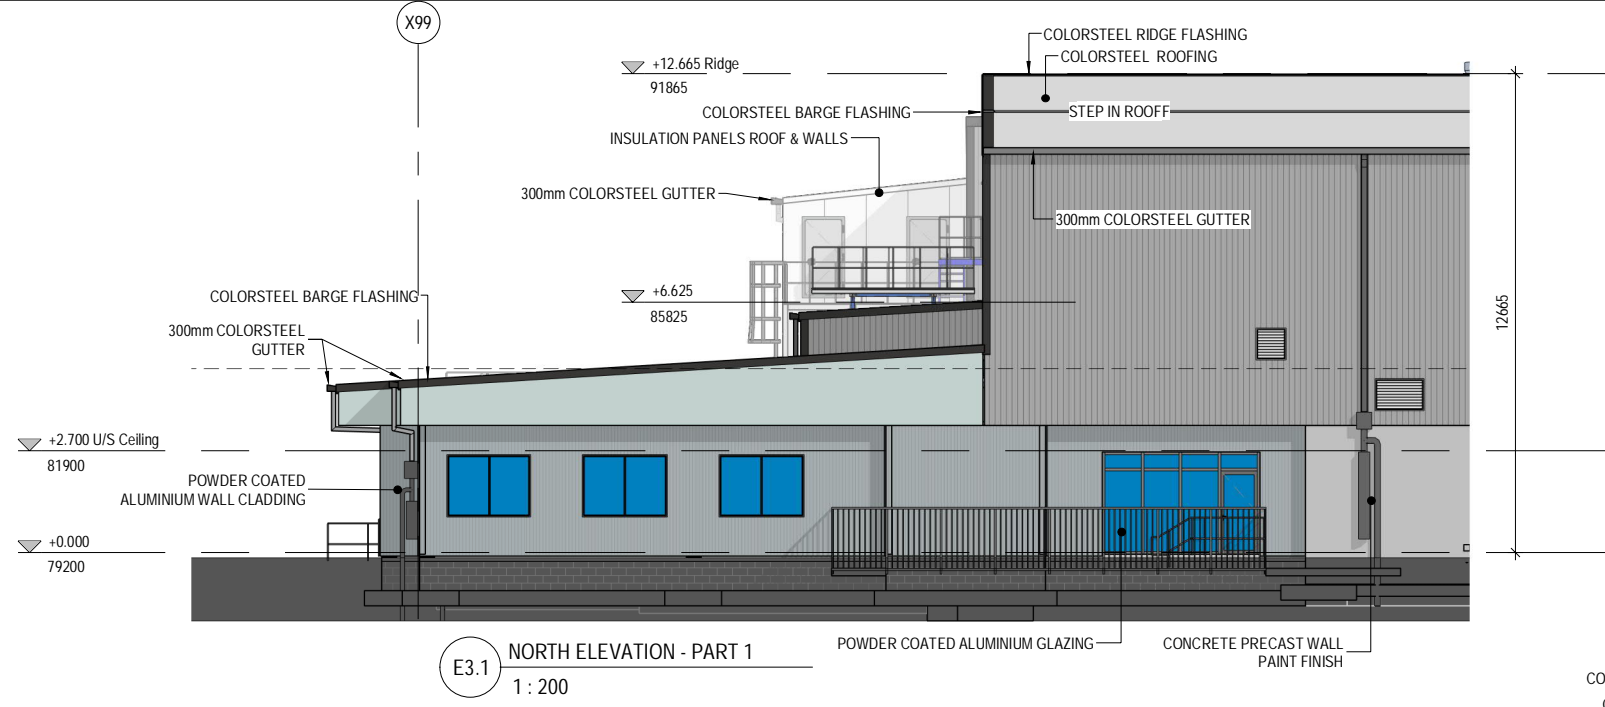 X99
COLORSTEEL RIDGE FLASHING
COLORSTEEL ROOFING
+12.665 Ridge
91865
COLORSTEEL BARGE FLASHING
STEP IN ROOFF
INSULATION PANELS ROOF & WALLS
300mm COLORSTEEL GUTTER
300mm COLORSTEEL GUTTER
COLORSTEEL BARGE FLASHING
+6.625
85825
12665
300mm COLORSTEEL
GUTTER
+2.700 U/S Ceiling
81900
POWDER COATED
ALUMINIUM WALL CLADDING
+0.000
79200
POWDER COATED ALUMINIUM GLAZING
CONCRETE PRECAST WALL
PAINT FINISH
E3.1
NORTH ELEVATION - PART 1
1 : 200
CO